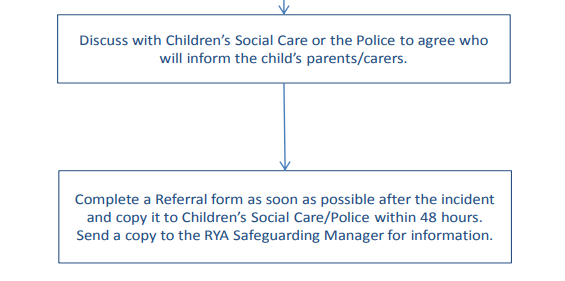 Discuss with Children’s Social Care or the Police to agree who
will inform the child’s parents/carers.
Complete a Referral form as soon as possible after the incident
and copy it to Children’s Social Care/Police within 48 hours.
Send a copy to the RYA Safeguarding Manager for information.